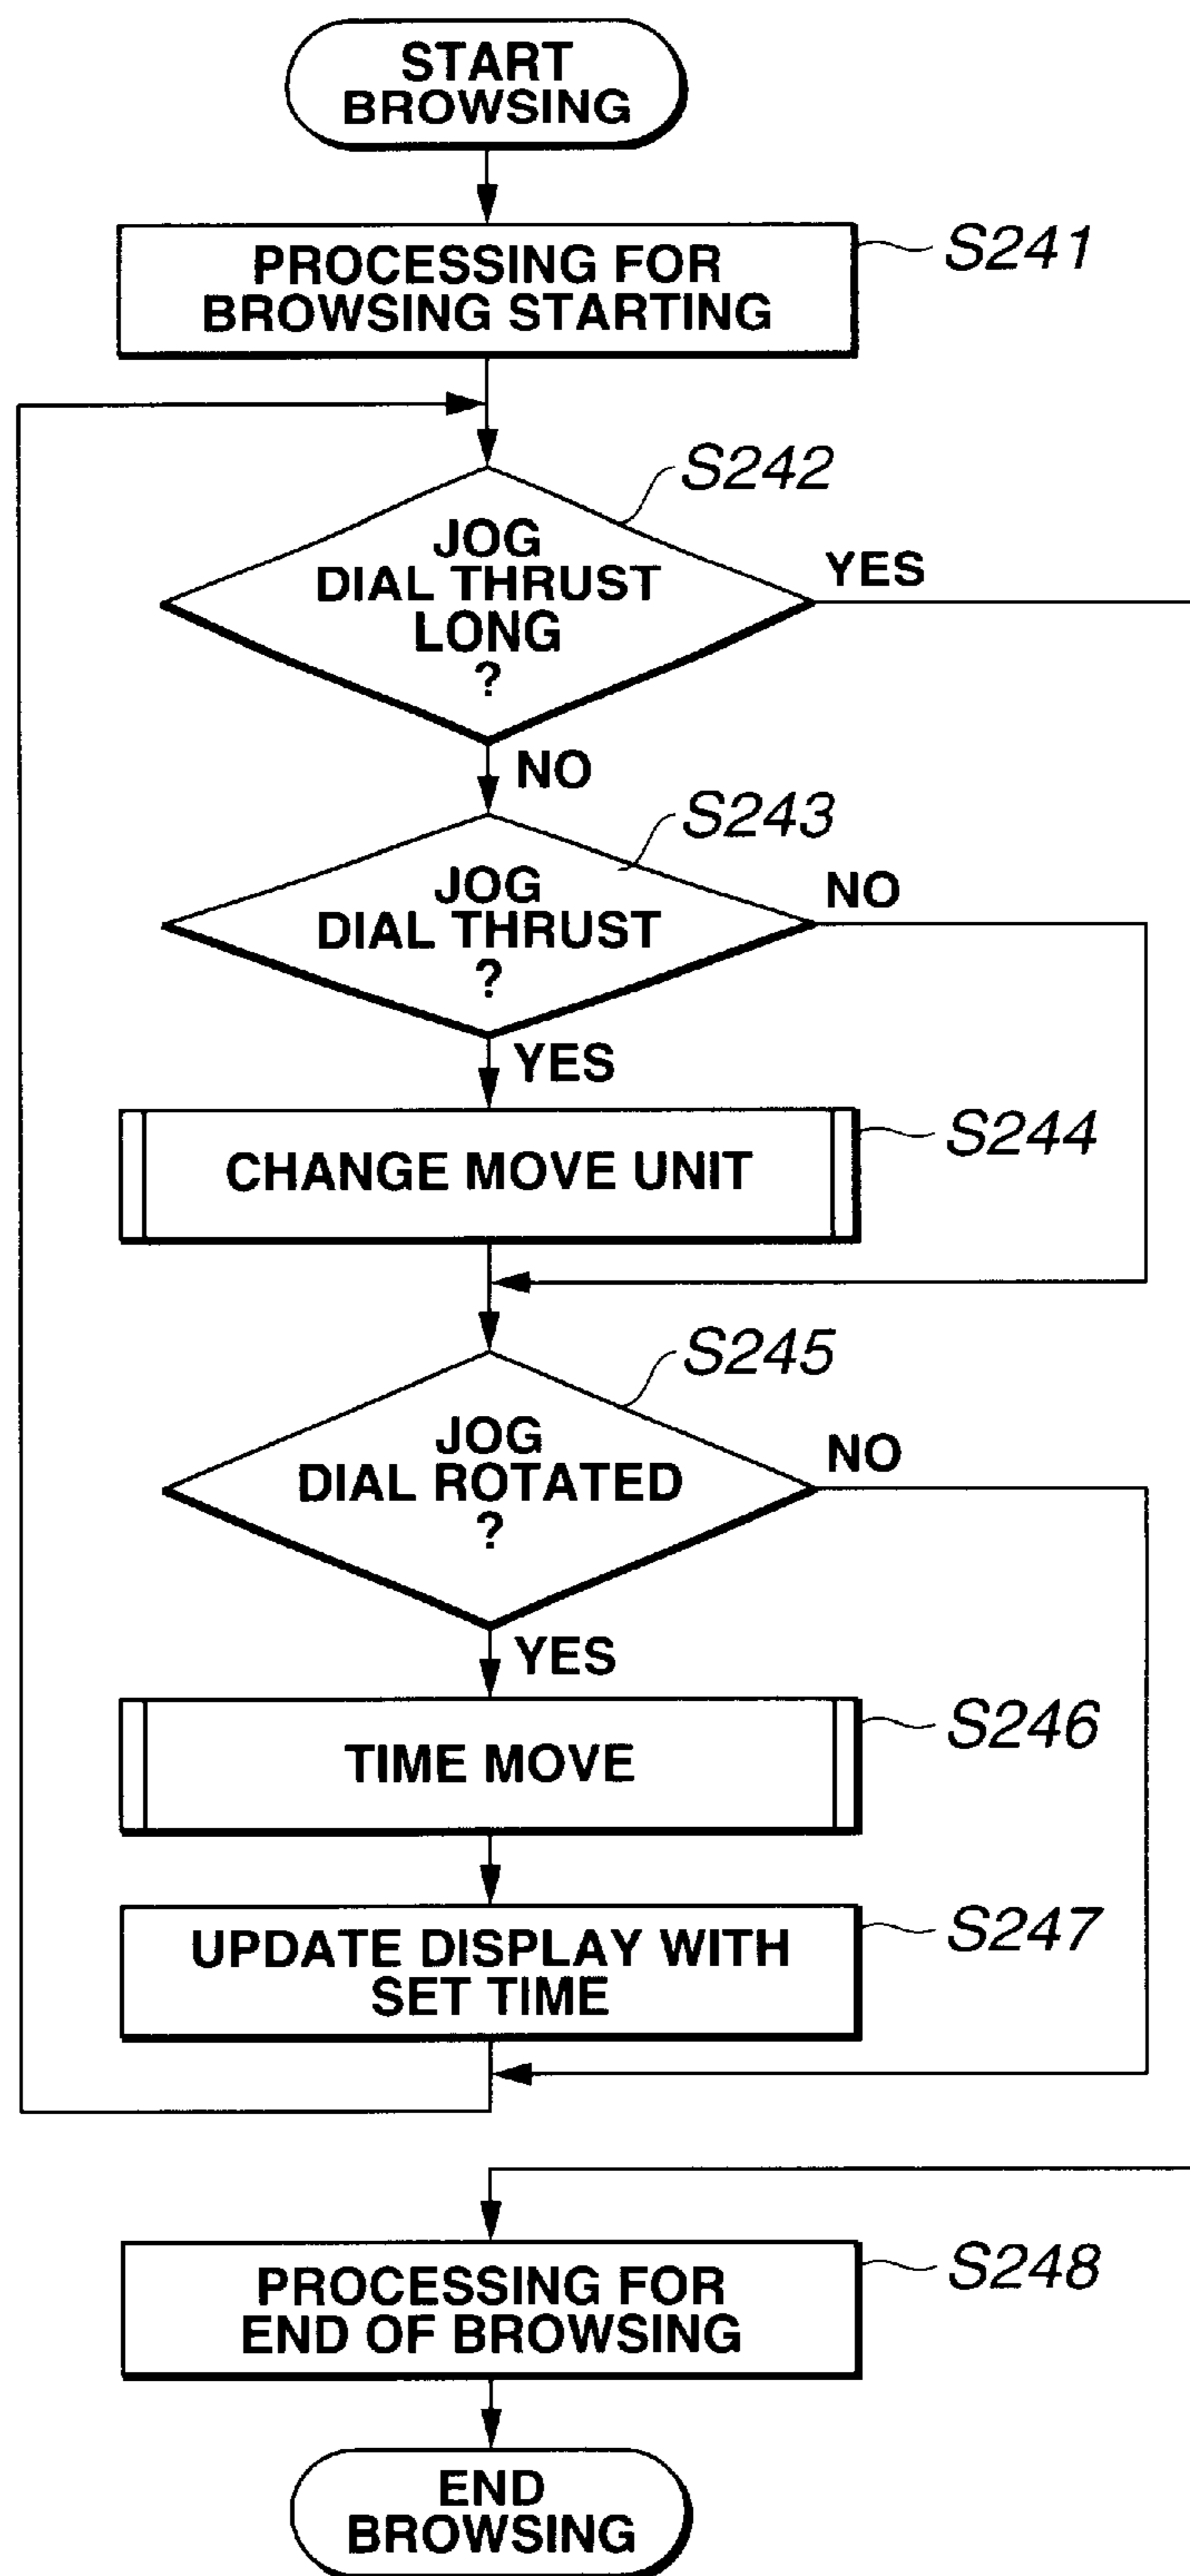 START
BROWSING
PROCESSING FOR
BROWSING STARTING
S241
JOG
DIAL THRUST
LONG
?
S242
YES
NO
JOG
DIAL THRUST
?
S243
NO
YES
CHANGE MOVE UNIT
S244
JOG
DIAL ROTATED
?
S245
NO
YES
TIME MOVE
S246
UPDATE DISPLAY WITH
SET TIME
S247
PROCESSING FOR
END OF BROWSING
S248
END
BROWSING